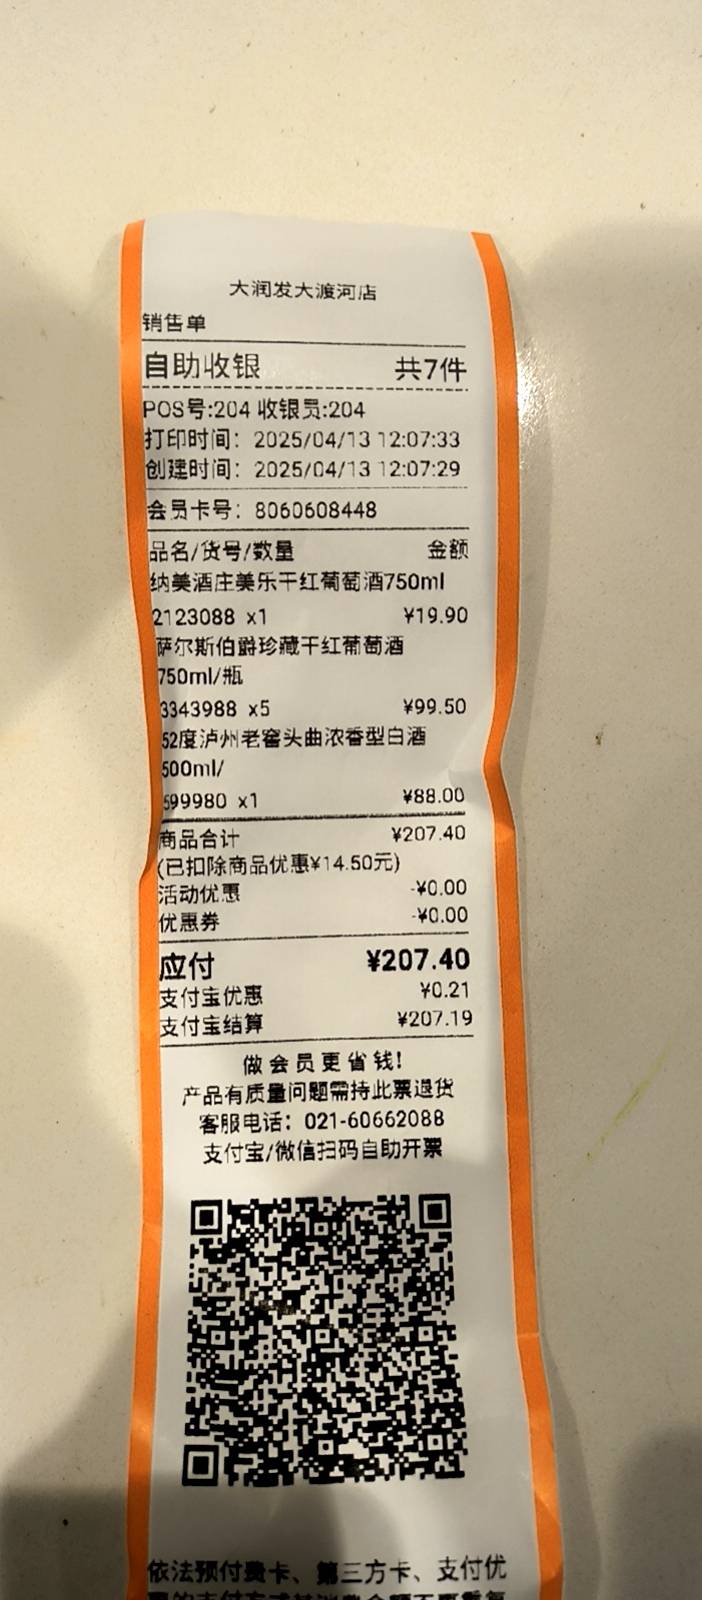 大润发大渡河店
销售单
自助收银 共7件
POS号:204 收银员:204
打印时间: 2025/04/13 12:07:33
创建时间: 2025/04/13 12:07:29
会员卡号: 8060608448
品名/货号/数量 金额
纳美酒庄美乐干红葡萄酒750ml
2123088 x1 ¥19.90
萨尔斯伯爵珍藏干红葡萄酒
750ml/瓶
3343988 x5 ¥99.50
52度泸州老窖头曲浓香型白酒
500ml/
599980 x1 ¥88.00
商品合计 ¥207.40
(已扣除商品优惠¥14.50元)
活动优惠 -¥0.00
优惠券 -¥0.00
应付 ¥207.40
支付宝优惠 ¥0.21
支付宝结算 ¥207.19
做会员更省钱!
产品有质量问题需持此票退货
客服电话: 021-60662088
支付宝/微信扫码自助开票
依法预付费卡、第三方卡、支付优